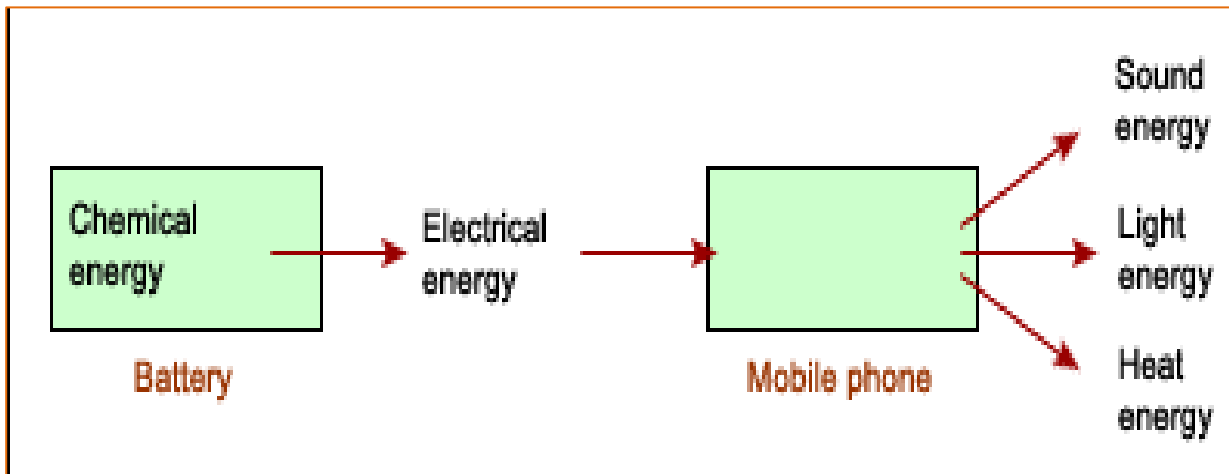 Chemical
energy
Battery
Electrical
energy
Mobile phone
Sound
energy
Light
energy
Heat
energy